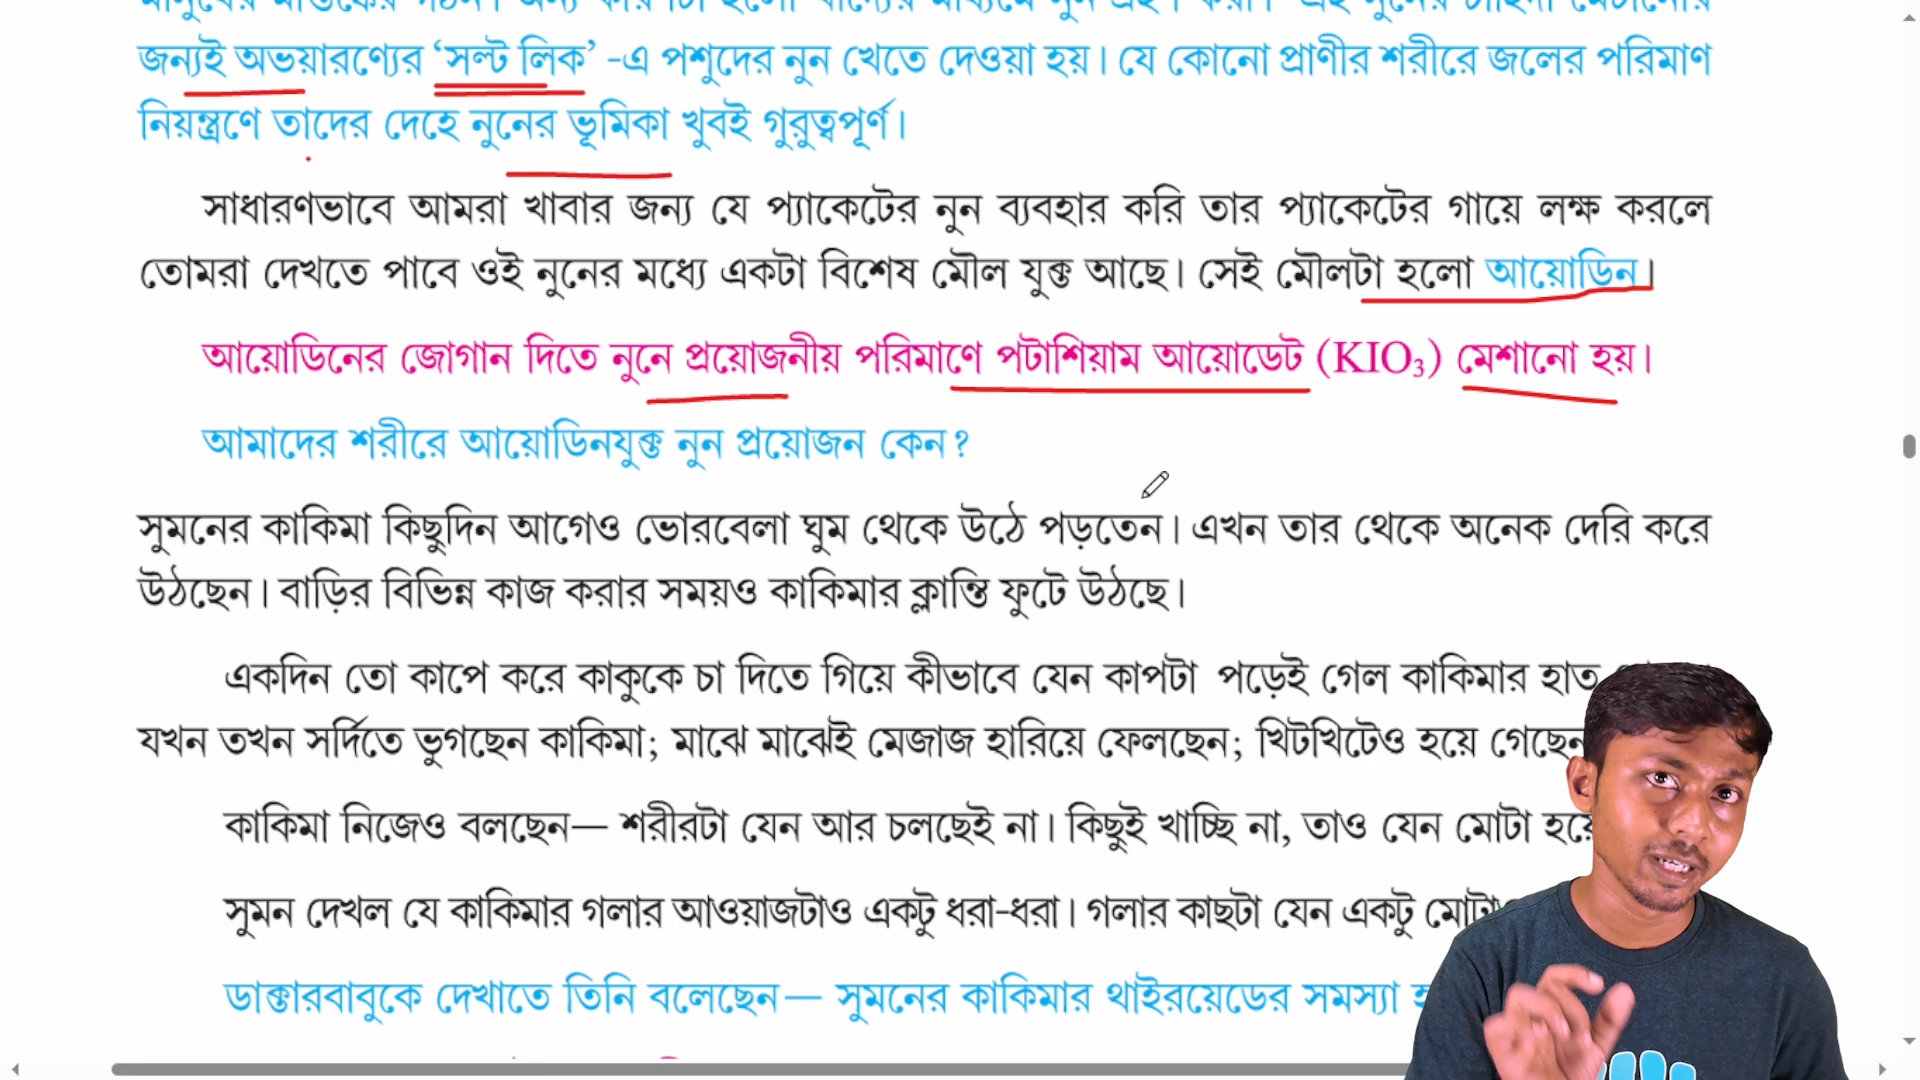 জন্যই অভয়ারণ্যের ‘সল্ট লিক’ -এ পশুদের নুন খেতে দেওয়া হয়। যে কোনো প্রাণীর শরীরে জলের পরিমাণ
নিয়ন্ত্রণে তাদের দেহে নুনের ভূমিকা খুবই গুরুত্বপূর্ণ।
সাধারণভাবে আমরা খাবার জন্য যে প্যাকেটের নুন ব্যবহার করি তার প্যাকেটের গায়ে লক্ষ করলে
তোমরা দেখতে পাবে ওই নুনের মধ্যে একটা বিশেষ মৌল যুক্ত আছে। সেই মৌলটা হলো আয়োডিন।
আয়োডিনের জোগান দিতে নুনে প্রয়োজনীয় পরিমাণে পটাশিয়াম আয়োডেট (KIO₃) মেশানো হয়।
আমাদের শরীরে আয়োডিনযুক্ত নুন প্রয়োজন কেন?
সুমনের কাকিমা কিছুদিন আগেও ভোরবেলা ঘুম থেকে উঠে পড়তেন। এখন তার থেকে অনেক দেরি করে
উঠছেন। বাড়ির বিভিন্ন কাজ করার সময়ও কাকিমার ক্লান্তি ফুটে উঠছে।
একদিন তো কাপে করে কাকুকে চা দিতে গিয়ে কীভাবে যেন কাপটা পড়েই গেল কাকিমার হাত
যখন তখন সর্দিতে ভুগছেন কাকিমা; মাঝে মাঝেই মেজাজ হারিয়ে ফেলছেন; খিটখিটেও হয়ে গেছেন
কাকিমা নিজেও বলছেন— শরীরটা যেন আর চলছেই না। কিছুই খাচ্ছি না, তাও যেন মোটা হয়ে
সুমন দেখল যে কাকিমার গলার আওয়াজটাও একটু ধরা-ধরা। গলার কাছটা যেন একটু
ডাক্তারবাবুকে দেখাতে তিনি বলেছেন— সুমনের কাকিমার থাইরয়েডের সমস্যা